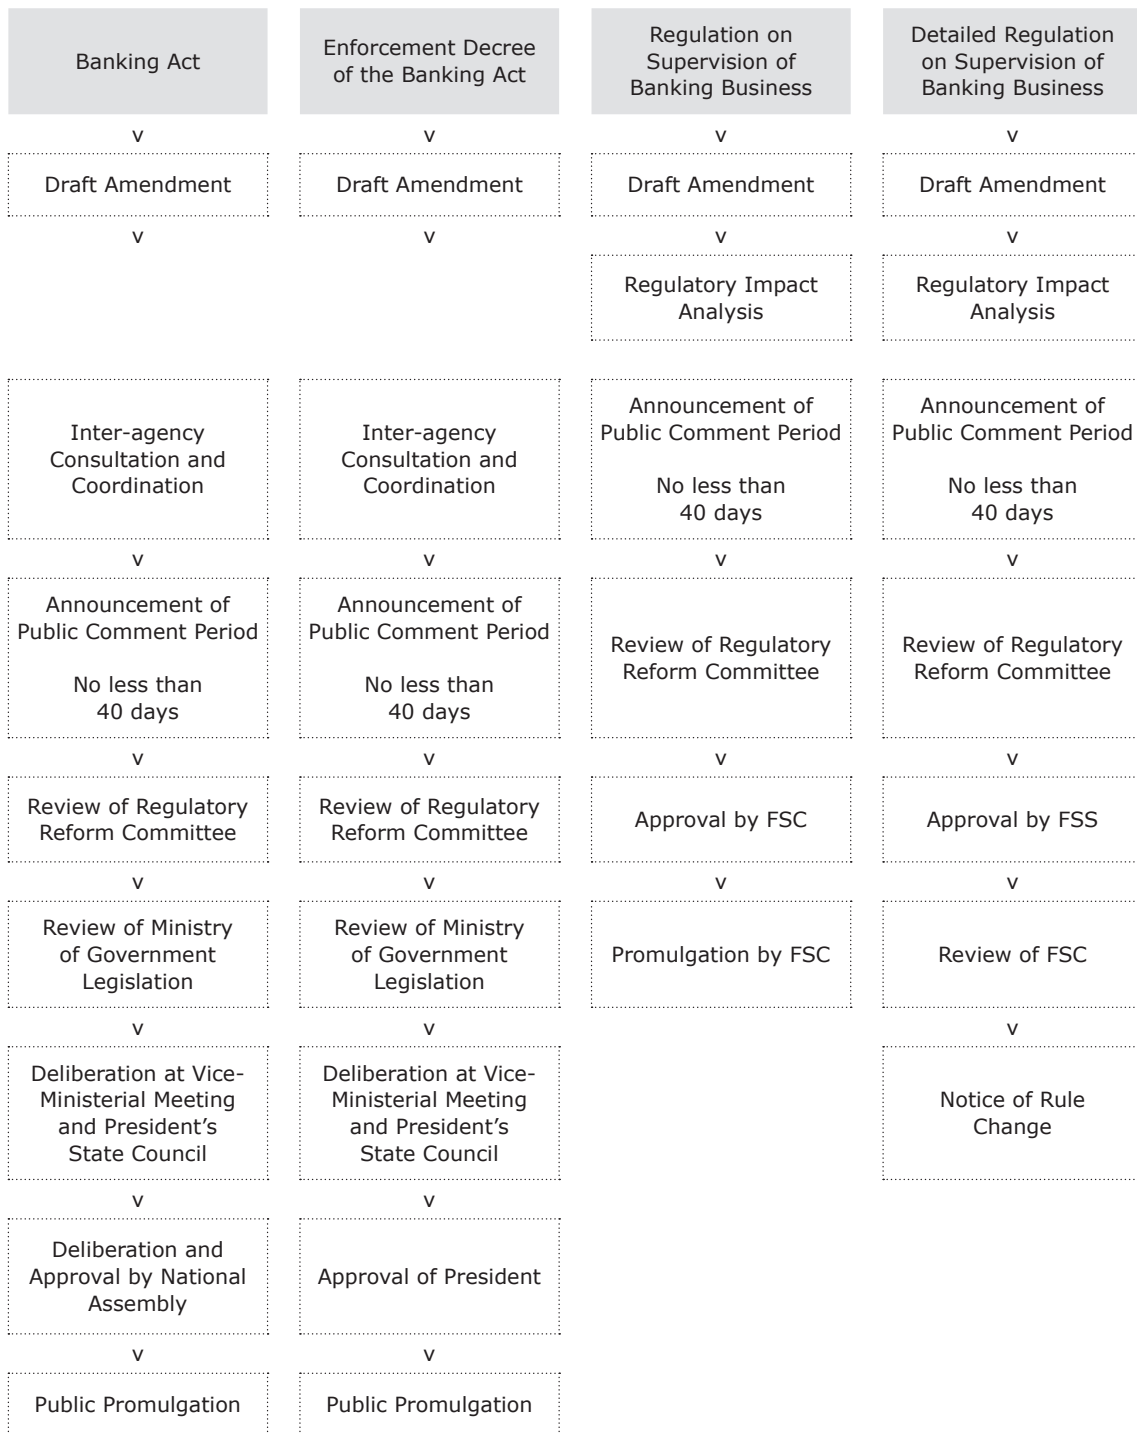 Banking Act
v
Draft Amendment
v
Inter-agency
Consultation and
Coordination
v
Announcement of
Public Comment Period
No less than
40 days
v
Review of Regulatory
Reform Committee
v
Review of Ministry
of Government
Legislation
v
Deliberation at Vice-
Ministerial Meeting
and President's
State Council
v
Deliberation and
Approval by National
Assembly
v
Public Promulgation
Enforcement Decree
of the Banking Act
v
Draft Amendment
v
Inter-agency
Consultation and
Coordination
v
Announcement of
Public Comment Period
No less than
40 days
v
Review of Regulatory
Reform Committee
v
Review of Ministry
of Government
Legislation
v
Deliberation at Vice-
Ministerial Meeting
and President's
State Council
v
Approval of President
v
Public Promulgation
Regulation on
Supervision of
Banking Business
v
Draft Amendment
v
Regulatory Impact
Analysis
Announcement of
Public Comment Period
No less than
40 days
v
Review of Regulatory
Reform Committee
v
Approval by FSC
v
Promulgation by FSC
Detailed Regulation
on Supervision of
Banking Business
v
Draft Amendment
v
Regulatory Impact
Analysis
Announcement of
Public Comment Period
No less than
40 days
v
Review of Regulatory
Reform Committee
v
Approval by FSS
v
Review of FSC
v
Notice of Rule
Change